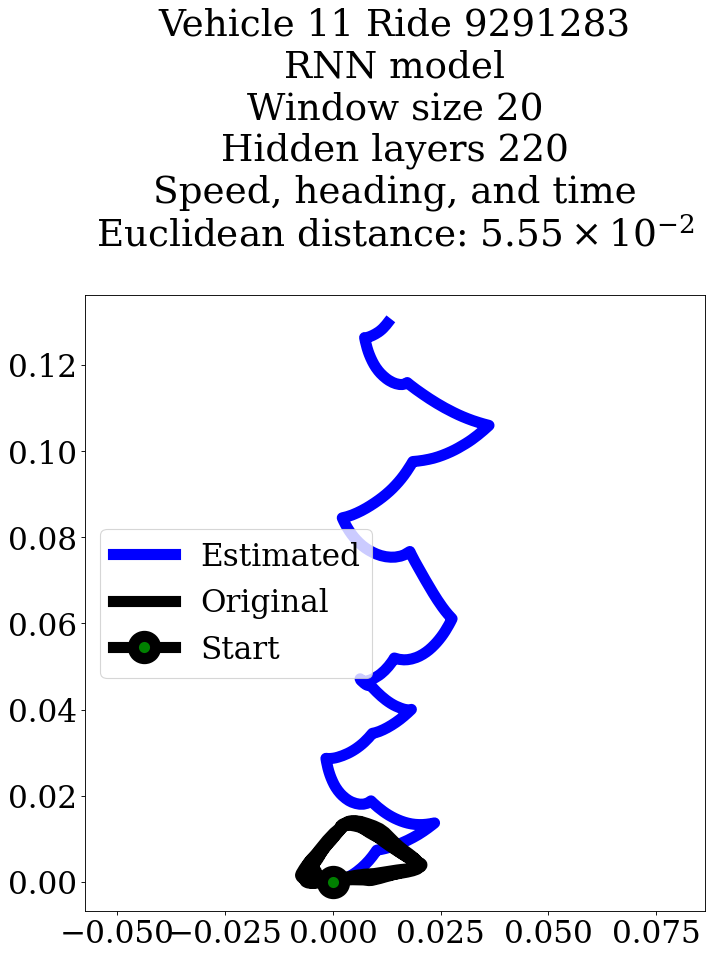 Vehicle 11 Ride 9291283
RNN model
Window size 20
Hidden layers 220
Speed, heading, and time
Euclidean distance: 5.55 × 10⁻²
0.12
0.10
0.08
0.06
0.04
0.02
0.00
Estimated
Original
Start
−0.050 −0.025 0.000 0.025 0.050 0.075